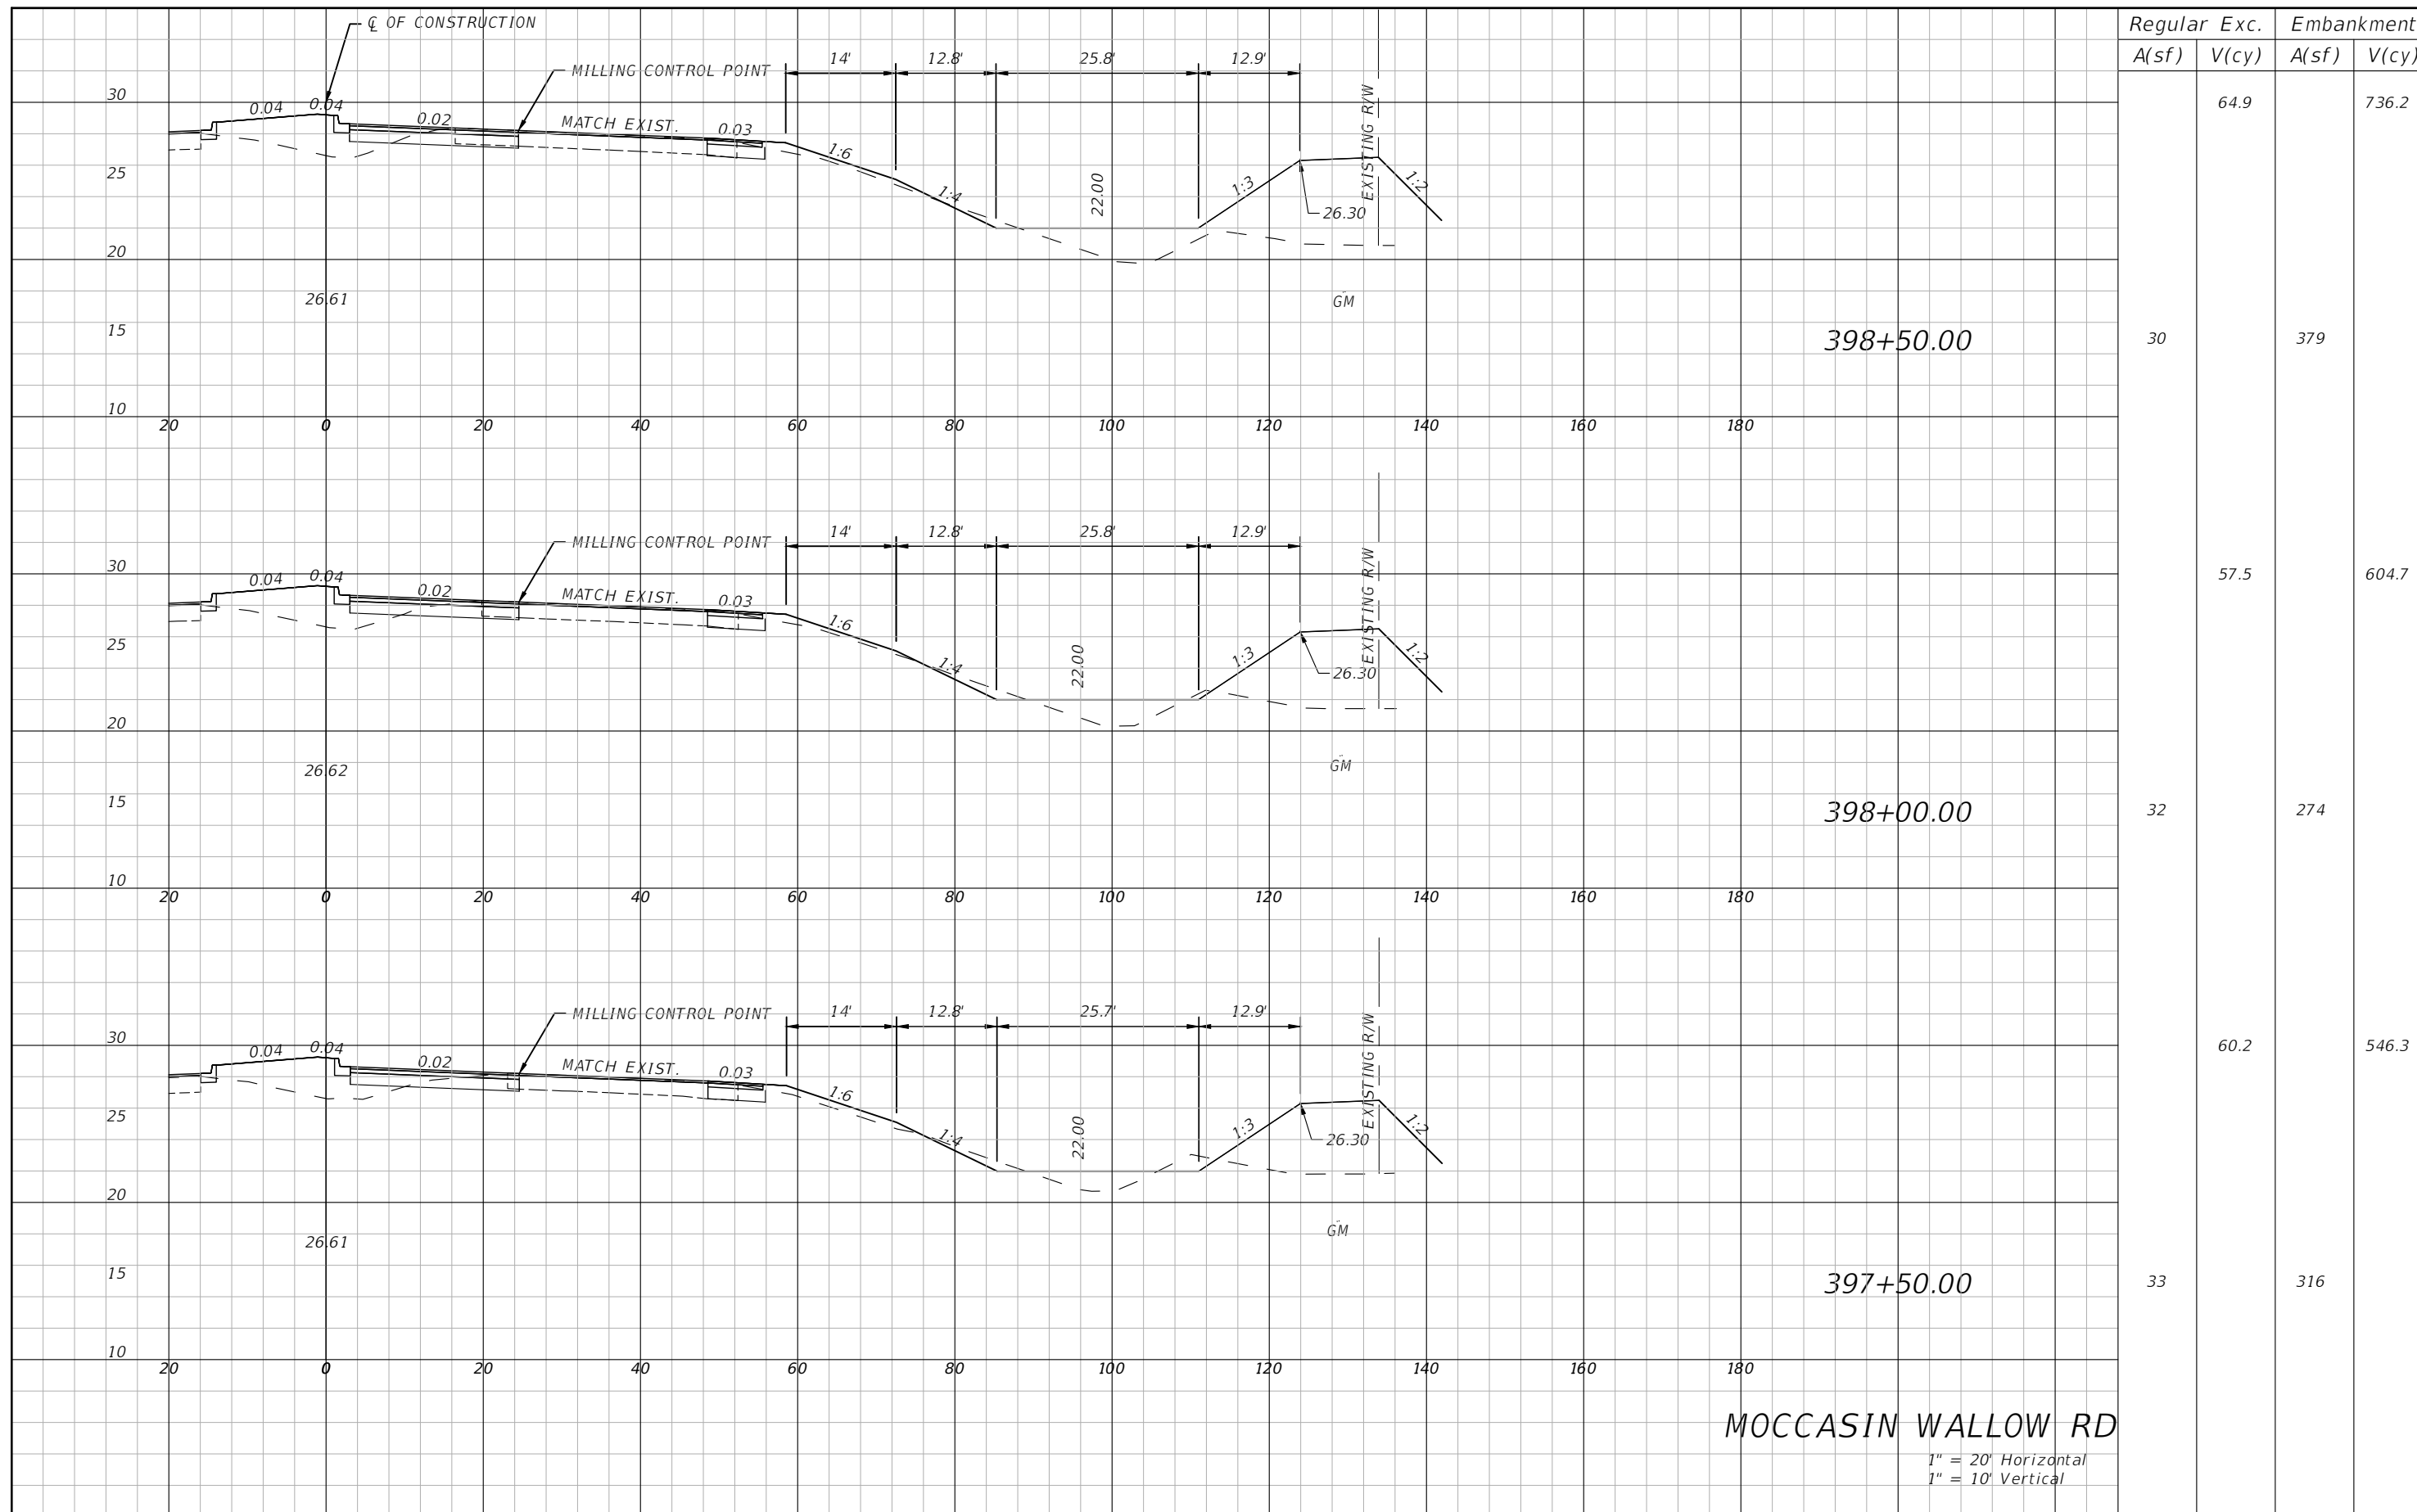 ℄ OF CONSTRUCTION
Regular Exc. Embankment
A(sf) V(cy) A(sf) V(cy)
14' 12.8' 25.8' 12.9'
MILLING CONTROL POINT
30 0.04 0.04 0.02 MATCH EXIST. 0.03 64.9 736.2
1:6 1:4 22.00 1:3 EXISTING R/W 1:2
25
26.30
20
26.61 GM
15 398+50.00 30 379
10
20 0 20 40 60 80 100 120 140 160 180
14' 12.8' 25.8' 12.9'
MILLING CONTROL POINT
30 0.04 0.04 0.02 MATCH EXIST. 0.03 57.5 604.7
1:6 1:4 22.00 1:3 EXISTING R/W 1:2
25
26.30
20
26.62 GM
15 398+00.00 32 274
10
20 0 20 40 60 80 100 120 140 160 180
14' 12.8' 25.7' 12.9'
MILLING CONTROL POINT
30 0.04 0.04 0.02 MATCH EXIST. 0.03 60.2 546.3
1:6 1:4 22.00 1:3 EXISTING R/W 1:2
25
26.30
20
26.61 GM
15 397+50.00 33 316
10
20 0 20 40 60 80 100 120 140 160 180
MOCCASIN WALLOW RD
1" = 20' Horizontal
1" = 10' Vertical